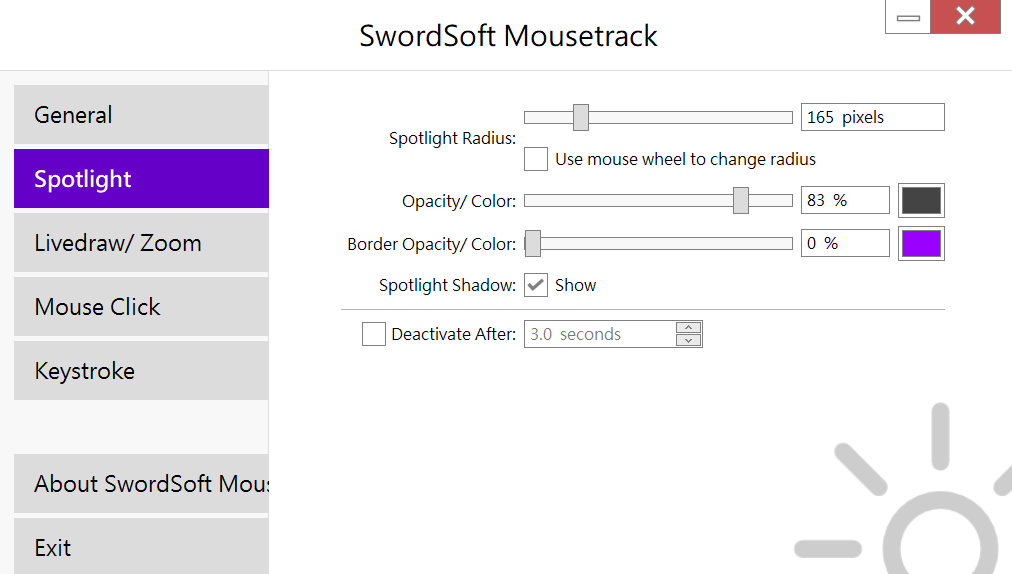 SwordSoft Mousetrack
General
Spotlight
Livedraw/ Zoom
Mouse Click
Keystroke
About SwordSoft Mous
Exit
Spotlight Radius:
165 pixels
Use mouse wheel to change radius
Opacity/ Color:
83 %
Border Opacity/ Color:
0 %
Spotlight Shadow:
Show
Deactivate After:
3.0 seconds